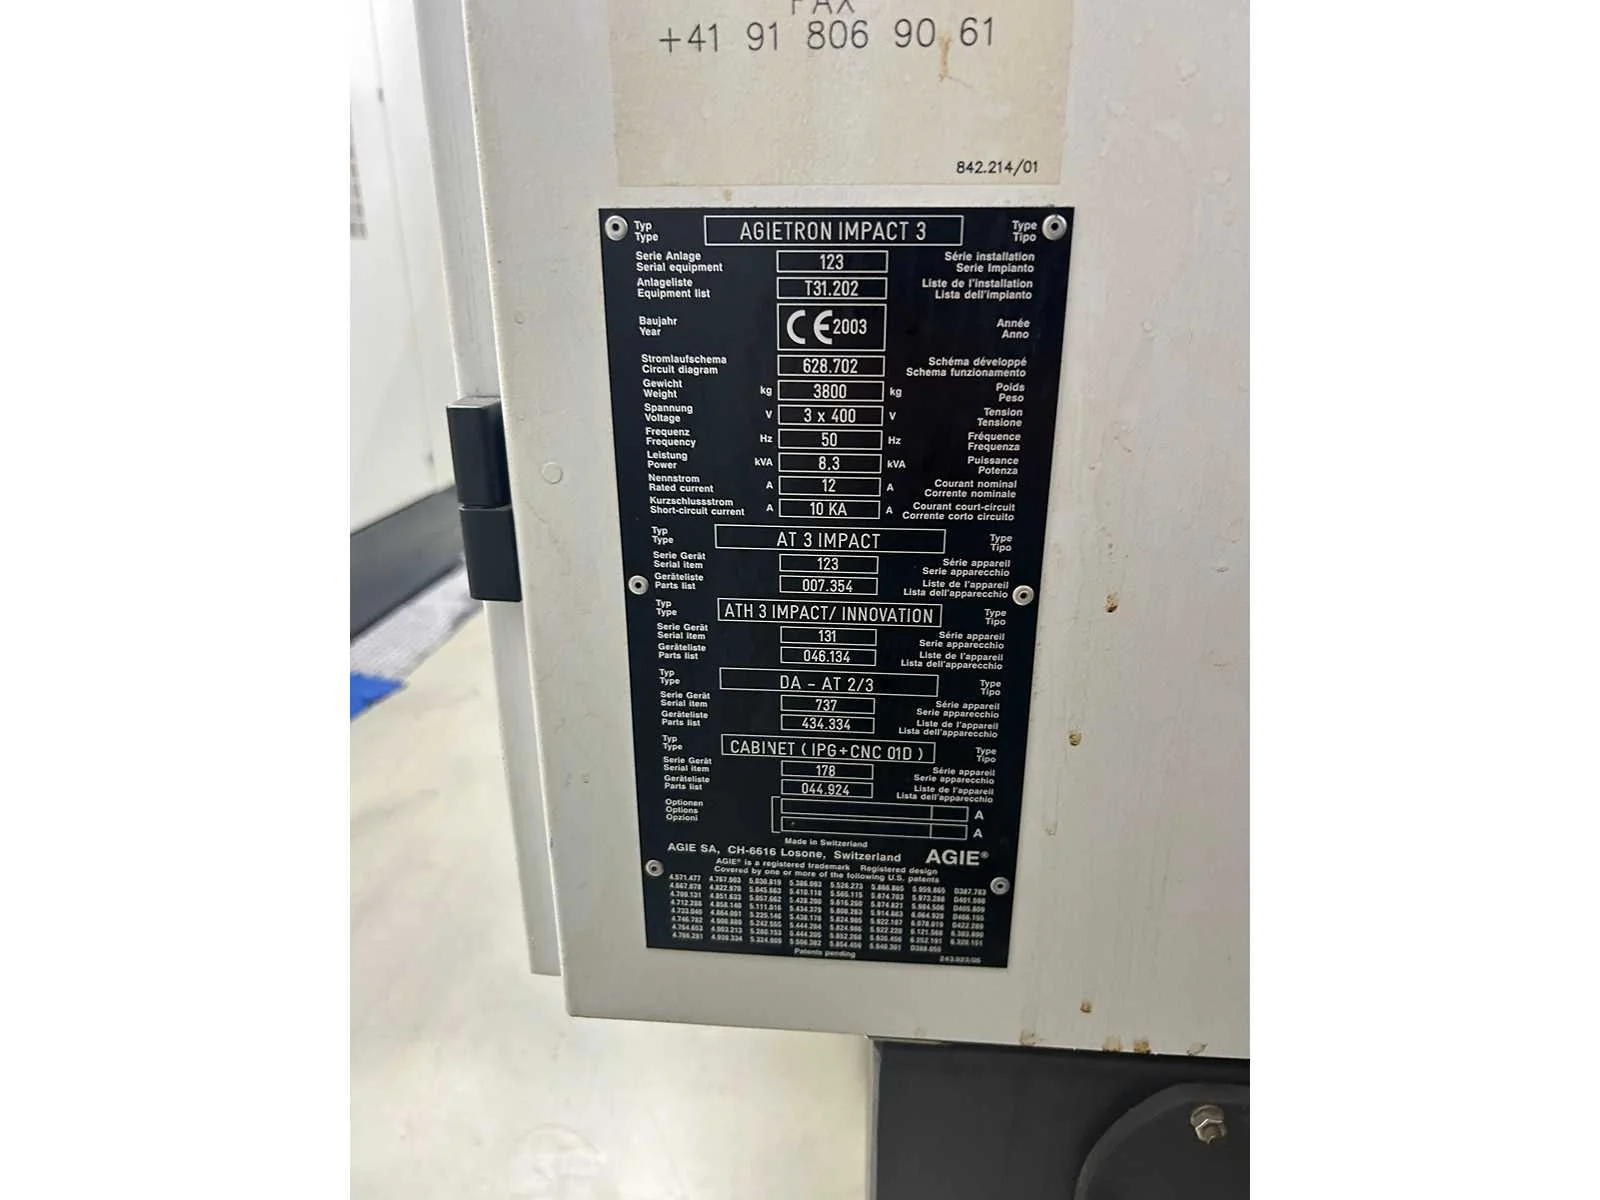 FAX
+41 91 806 90 61
842.214/01
Typ Type AGIETRON IMPACT 3 Type Tipo
Serie Anlage Serial equipment 123 Série installation Serie Impianto
Anlageliste Equipment list T31.202 Liste de l'installation Lista dell'impianto
Baujahr Year CE 2003 Année Anno
Stromlaufschema Circuit diagram 628.702 Schéma développé Schema funzionamento
Gewicht Weight kg 3800 kg Poids Peso
Spannung Voltage V 3 x 400 V Tension Tensione
Frequenz Frequency Hz 50 Hz Fréquence Frequenza
Leistung Power kVA 8.3 kVA Puissance Potenza
Nennstrom Rated current A 12 A Courant nominal Corrente nominale
Kurzschlussstrom Short-circuit current A 10 KA A Courant court-circuit Corrente corto circuito
Typ Type AT 3 IMPACT Type Tipo
Serie Gerät Serial item 123 Série appareil Serie apparecchio
Geräteliste Parts list 007.354 Liste de l'appareil Lista dell'apparecchio
Typ Type ATH 3 IMPACT/ INNOVATION Type Tipo
Serie Gerät Serial item 131 Série appareil Serie apparecchio
Geräteliste Parts list 046.134 Liste de l'appareil Lista dell'apparecchio
Typ Type DA - AT 2/3 Type Tipo
Serie Gerät Serial item 737 Série appareil Serie apparecchio
Geräteliste Parts list 434.334 Liste de l'appareil Lista dell'apparecchio
Typ Type CABINET ( IPG+CNC 01D ) Type Tipo
Serie Gerät Serial item 178 Série appareil Serie apparecchio
Geräteliste Parts list 044.924 Liste de l'appareil Lista dell'apparecchio
Optionen Options Opzioni A
A
Made in Switzerland
AGIE SA, CH-6616 Losone, Switzerland AGIE®
AGIE® is a registered trademark Registered design
Covered by one or more of the following U.S. patents
4.571.477 4.767.903
Patents pending